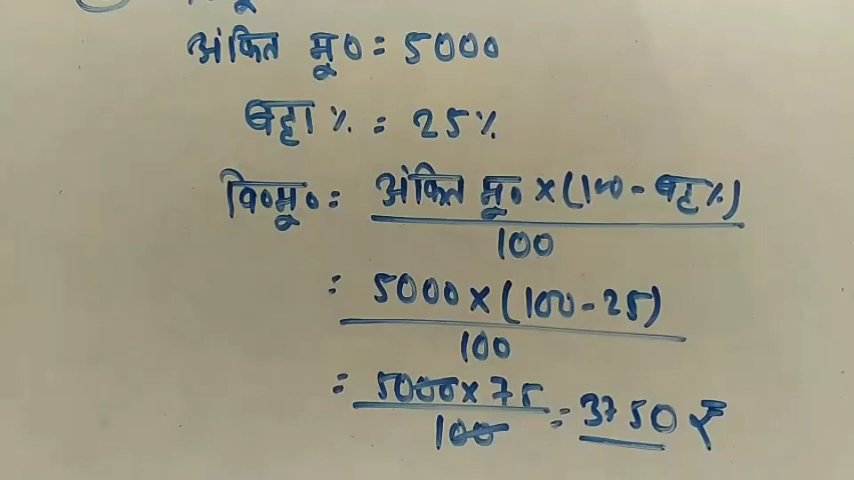 अंकित मू० = 5000
बट्टा % = 25%
वि०मू० = अंकित मू० × (100 - बट्टा %)
100
= 5000 × (100 - 25)
100
= 5000 × 75 = 3750 ₹
100